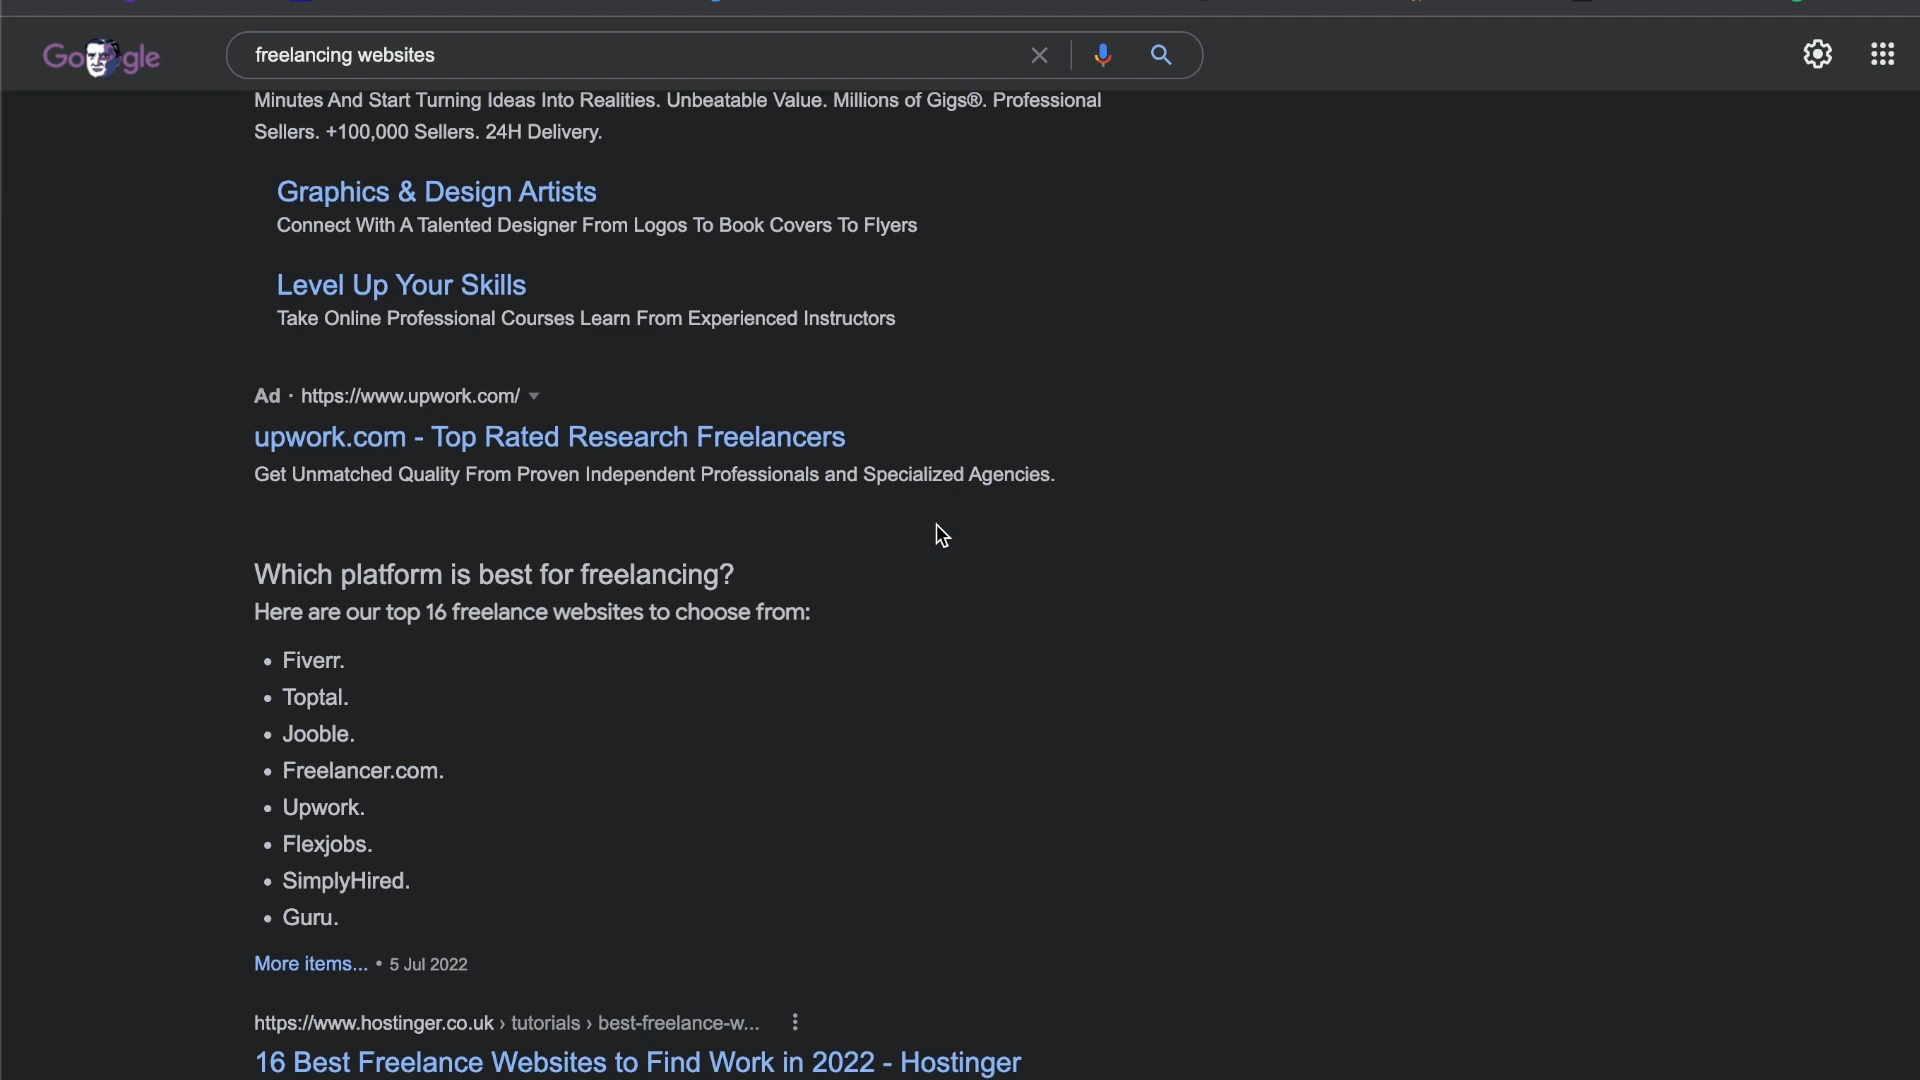 Google
freelancing websites
Minutes And Start Turning Ideas Into Realities. Unbeatable Value. Millions of Gigs®. Professional
Sellers. +100,000 Sellers. 24H Delivery.
Graphics & Design Artists
Connect With A Talented Designer From Logos To Book Covers To Flyers
Level Up Your Skills
Take Online Professional Courses Learn From Experienced Instructors
Ad · https://www.upwork.com/
upwork.com - Top Rated Research Freelancers
Get Unmatched Quality From Proven Independent Professionals and Specialized Agencies.
Which platform is best for freelancing?
Here are our top 16 freelance websites to choose from:
• Fiverr.
• Toptal.
• Jooble.
• Freelancer.com.
• Upwork.
• Flexjobs.
• SimplyHired.
• Guru.
More items... • 5 Jul 2022
https://www.hostinger.co.uk › tutorials › best-freelance-w...
16 Best Freelance Websites to Find Work in 2022 - Hostinger